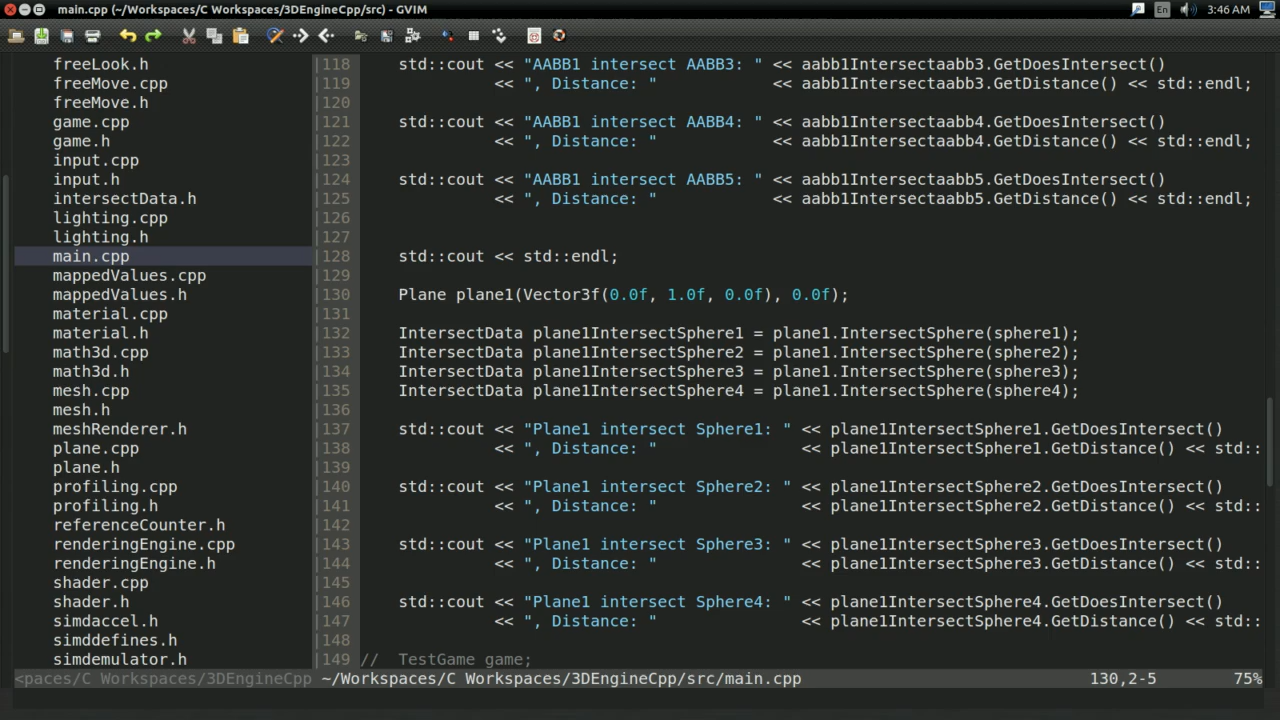 main.cpp (~/Workspaces/C Workspaces/3DEngineCpp/src) - GVIM
En
3:46 AM
freeLook.h
freeMove.cpp
freeMove.h
game.cpp
game.h
input.cpp
input.h
intersectData.h
lighting.cpp
lighting.h
main.cpp
mappedValues.cpp
mappedValues.h
material.cpp
material.h
math3d.cpp
math3d.h
mesh.cpp
mesh.h
meshRenderer.h
plane.cpp
plane.h
profiling.cpp
profiling.h
referenceCounter.h
renderingEngine.cpp
renderingEngine.h
shader.cpp
shader.h
simdaccel.h
simddefines.h
simdemulator.h
118 std::cout << "AABB1 intersect AABB3: " << aabb1Intersectaabb3.GetDoesIntersect()
119 << ", Distance: " << aabb1Intersectaabb3.GetDistance() << std::endl;
120
121 std::cout << "AABB1 intersect AABB4: " << aabb1Intersectaabb4.GetDoesIntersect()
122 << ", Distance: " << aabb1Intersectaabb4.GetDistance() << std::endl;
123
124 std::cout << "AABB1 intersect AABB5: " << aabb1Intersectaabb5.GetDoesIntersect()
125 << ", Distance: " << aabb1Intersectaabb5.GetDistance() << std::endl;
126
127
128 std::cout << std::endl;
129
130 Plane plane1(Vector3f(0.0f, 1.0f, 0.0f), 0.0f);
131
132 IntersectData plane1IntersectSphere1 = plane1.IntersectSphere(sphere1);
133 IntersectData plane1IntersectSphere2 = plane1.IntersectSphere(sphere2);
134 IntersectData plane1IntersectSphere3 = plane1.IntersectSphere(sphere3);
135 IntersectData plane1IntersectSphere4 = plane1.IntersectSphere(sphere4);
136
137 std::cout << "Plane1 intersect Sphere1: " << plane1IntersectSphere1.GetDoesIntersect()
138 << ", Distance: " << plane1IntersectSphere1.GetDistance() << std::
139
140 std::cout << "Plane1 intersect Sphere2: " << plane1IntersectSphere2.GetDoesIntersect()
141 << ", Distance: " << plane1IntersectSphere2.GetDistance() << std::
142
143 std::cout << "Plane1 intersect Sphere3: " << plane1IntersectSphere3.GetDoesIntersect()
144 << ", Distance: " << plane1IntersectSphere3.GetDistance() << std::
145
146 std::cout << "Plane1 intersect Sphere4: " << plane1IntersectSphere4.GetDoesIntersect()
147 << ", Distance: " << plane1IntersectSphere4.GetDistance() << std::
148
149 // TestGame game;
<paces/C Workspaces/3DEngineCpp ~/Workspaces/C Workspaces/3DEngineCpp/src/main.cpp 130,2-5 75%